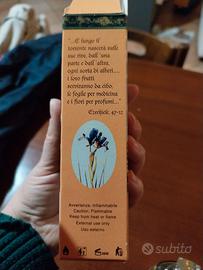 "...E lungo il
torrente nascerà sulle
sue rive, dall'una
parte e dall'altra,
ogni sorta di alberi....
i loro frutti
serviranno da cibo,
le foglie per medicina
e i fiori per profumi..."
Ezechiele, 47-12
Avvertenza, Infiammabile
Caution, Flammable
Keep from heat or flame
External use only
Uso esterno
subito